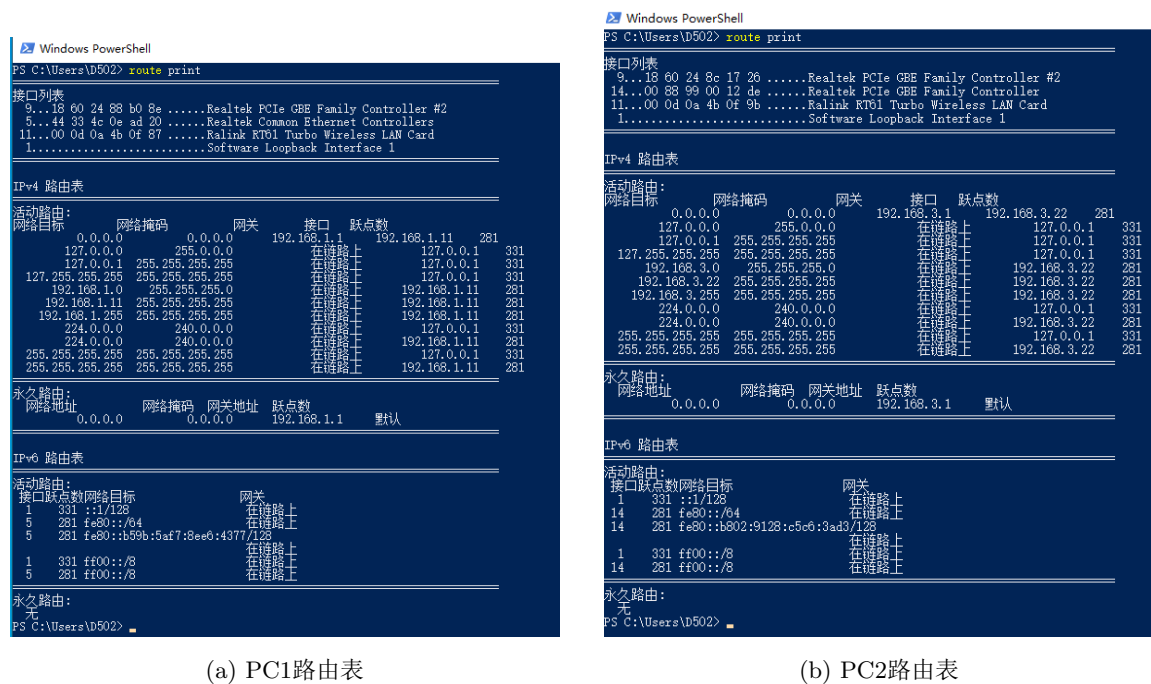 Windows PowerShell
PS C:\Users\D502> route print
接口列表
9...18 60 24 88 b0 8e ......Realtek PCIe GBE Family Controller #2
5...44 33 4c 0e ad 20 ......Realtek Common Ethernet Controllers
11...00 0d 0a 4b 0f 87 ......Ralink RT61 Turbo Wireless LAN Card
1...........................Software Loopback Interface 1
IPv4 路由表
活动路由:
网络目标 网络掩码 网关 接口 跃点数
0.0.0.0 0.0.0.0 192.168.1.1 192.168.1.11 281
127.0.0.0 255.0.0.0 在链路上 127.0.0.1 331
127.0.0.1 255.255.255.255 在链路上 127.0.0.1 331
127.255.255.255 255.255.255.255 在链路上 127.0.0.1 331
192.168.1.0 255.255.255.0 在链路上 192.168.1.11 281
192.168.1.11 255.255.255.255 在链路上 192.168.1.11 281
192.168.1.255 255.255.255.255 在链路上 192.168.1.11 281
224.0.0.0 240.0.0.0 在链路上 127.0.0.1 331
224.0.0.0 240.0.0.0 在链路上 192.168.1.11 281
255.255.255.255 255.255.255.255 在链路上 127.0.0.1 331
255.255.255.255 255.255.255.255 在链路上 192.168.1.11 281
永久路由:
网络地址 网络掩码 网关地址 跃点数
0.0.0.0 0.0.0.0 192.168.1.1 默认
IPv6 路由表
活动路由:
接口跃点数网络目标 网关
1 331 ::1/128 在链路上
5 281 fe80::/64 在链路上
5 281 fe80::b59b:5af7:8ee6:4377/128
在链路上
1 331 ff00::/8 在链路上
5 281 ff00::/8 在链路上
永久路由:
无
PS C:\Users\D502>
(a) PC1路由表
Windows PowerShell
PS C:\Users\D502> route print
接口列表
9...18 60 24 8c 17 26 ......Realtek PCIe GBE Family Controller #2
14...00 88 99 00 12 de ......Realtek PCIe GBE Family Controller
11...00 0d 0a 4b 0f 9b ......Ralink RT61 Turbo Wireless LAN Card
1...........................Software Loopback Interface 1
IPv4 路由表
活动路由:
网络目标 网络掩码 网关 接口 跃点数
0.0.0.0 0.0.0.0 192.168.3.1 192.168.3.22 281
127.0.0.0 255.0.0.0 在链路上 127.0.0.1 331
127.0.0.1 255.255.255.255 在链路上 127.0.0.1 331
127.255.255.255 255.255.255.255 在链路上 127.0.0.1 331
192.168.3.0 255.255.255.0 在链路上 192.168.3.22 281
192.168.3.22 255.255.255.255 在链路上 192.168.3.22 281
192.168.3.255 255.255.255.255 在链路上 192.168.3.22 281
224.0.0.0 240.0.0.0 在链路上 127.0.0.1 331
224.0.0.0 240.0.0.0 在链路上 192.168.3.22 281
255.255.255.255 255.255.255.255 在链路上 127.0.0.1 331
255.255.255.255 255.255.255.255 在链路上 192.168.3.22 281
永久路由:
网络地址 网络掩码 网关地址 跃点数
0.0.0.0 0.0.0.0 192.168.3.1 默认
IPv6 路由表
活动路由:
接口跃点数网络目标 网关
1 331 ::1/128 在链路上
14 281 fe80::/64 在链路上
14 281 fe80::b802:9128:c5c6:3ad3/128
在链路上
1 331 ff00::/8 在链路上
14 281 ff00::/8 在链路上
永久路由:
无
PS C:\Users\D502>
(b) PC2路由表